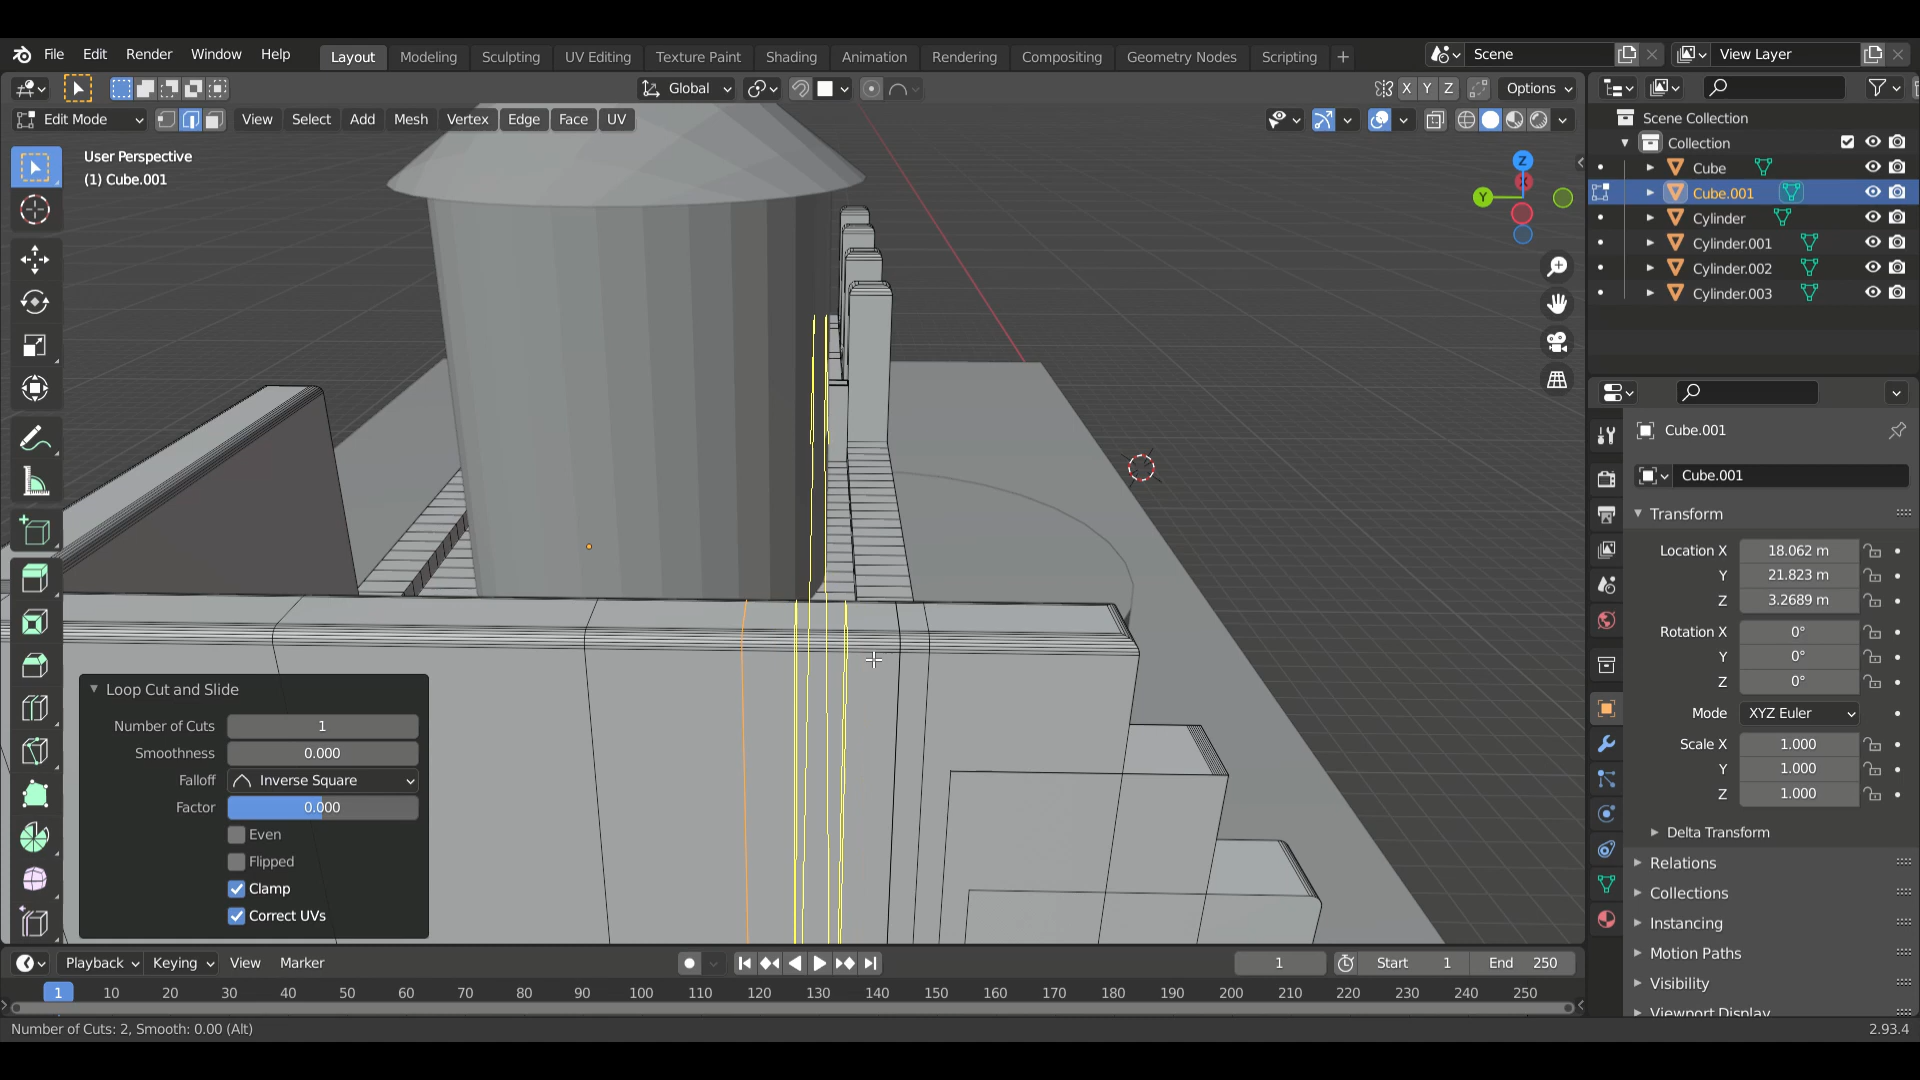 File Edit Render Window Help Layout Modeling Sculpting UV Editing Texture Paint Shading Animation Rendering Compositing Geometry Nodes Scripting + Scene View Layer
Global X Y Z Options
Edit Mode View Select Add Mesh Vertex Edge Face UV
User Perspective
(1) Cube.001
Z
Y
X
Scene Collection
Collection
Cube
Cube.001
Cylinder
Cylinder.001
Cylinder.002
Cylinder.003
Cube.001
Cube.001
Transform
Location X 18.062 m
Y 21.823 m
Z 3.2689 m
Rotation X 0°
Y 0°
Z 0°
Mode XYZ Euler
Scale X 1.000
Y 1.000
Z 1.000
Delta Transform
Relations
Collections
Instancing
Motion Paths
Visibility
Viewport Display
Loop Cut and Slide
Number of Cuts 1
Smoothness 0.000
Falloff Inverse Square
Factor 0.000
Even
Flipped
Clamp
Correct UVs
Playback Keying View Marker 1 Start 1 End 250
1 10 20 30 40 50 60 70 80 90 100 110 120 130 140 150 160 170 180 190 200 210 220 230 240 250
Number of Cuts: 2, Smooth: 0.00 (Alt) 2.93.4